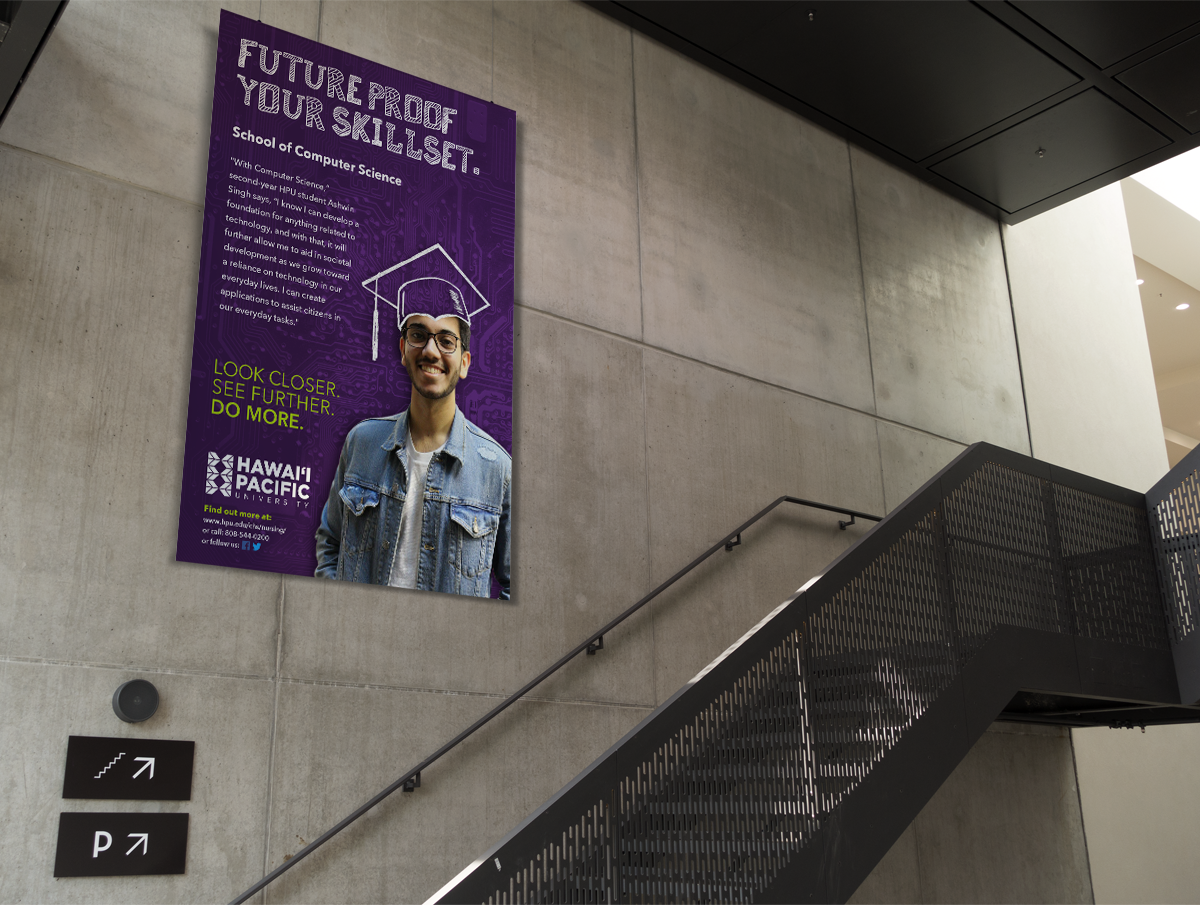 FUTURE PROOF
YOUR SKILLSET.
School of Computer Science
"With Computer Science,"
second-year HPU student Ashwin
Singh says, "I know I can develop a
foundation for anything related to
technology, and with that, it will
further allow me to aid in societal
development as we grow toward
a reliance on technology in our
everyday lives. I can create
applications to assist citizens in
our everyday tasks."
LOOK CLOSER.
SEE FURTHER.
DO MORE.
HAWAI‘I
PACIFIC
UNIVERSITY
Find out more at:
www.hpu.edu/chs/nursing/
or call: 808-544-0200
or follow us:
P